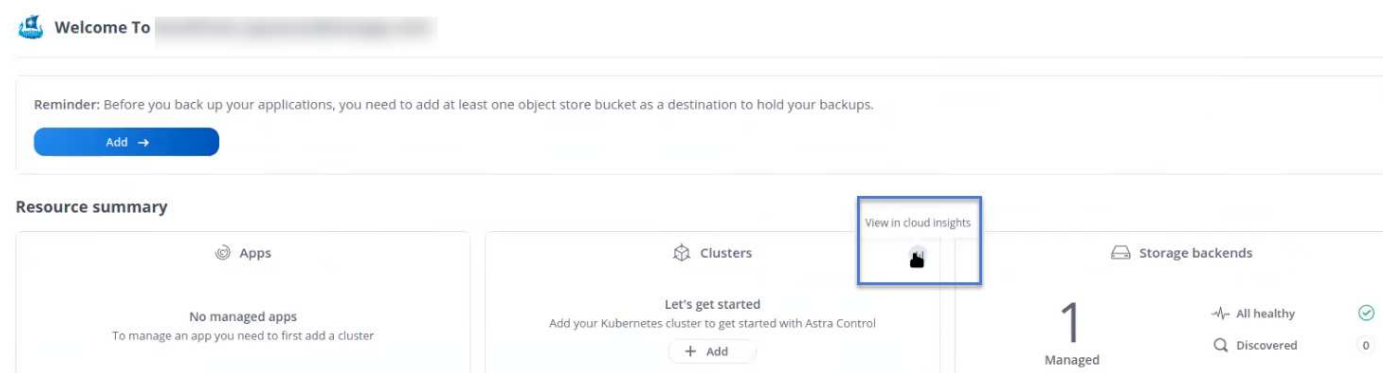 Welcome To
Reminder: Before you back up your applications, you need to add at least one object store bucket as a destination to hold your backups.
Add →
Resource summary
View in cloud insights
Apps
No managed apps
To manage an app you need to first add a cluster
Clusters
Let's get started
Add your Kubernetes cluster to get started with Astra Control
+ Add
Storage backends
1
Managed
All healthy
Discovered 0